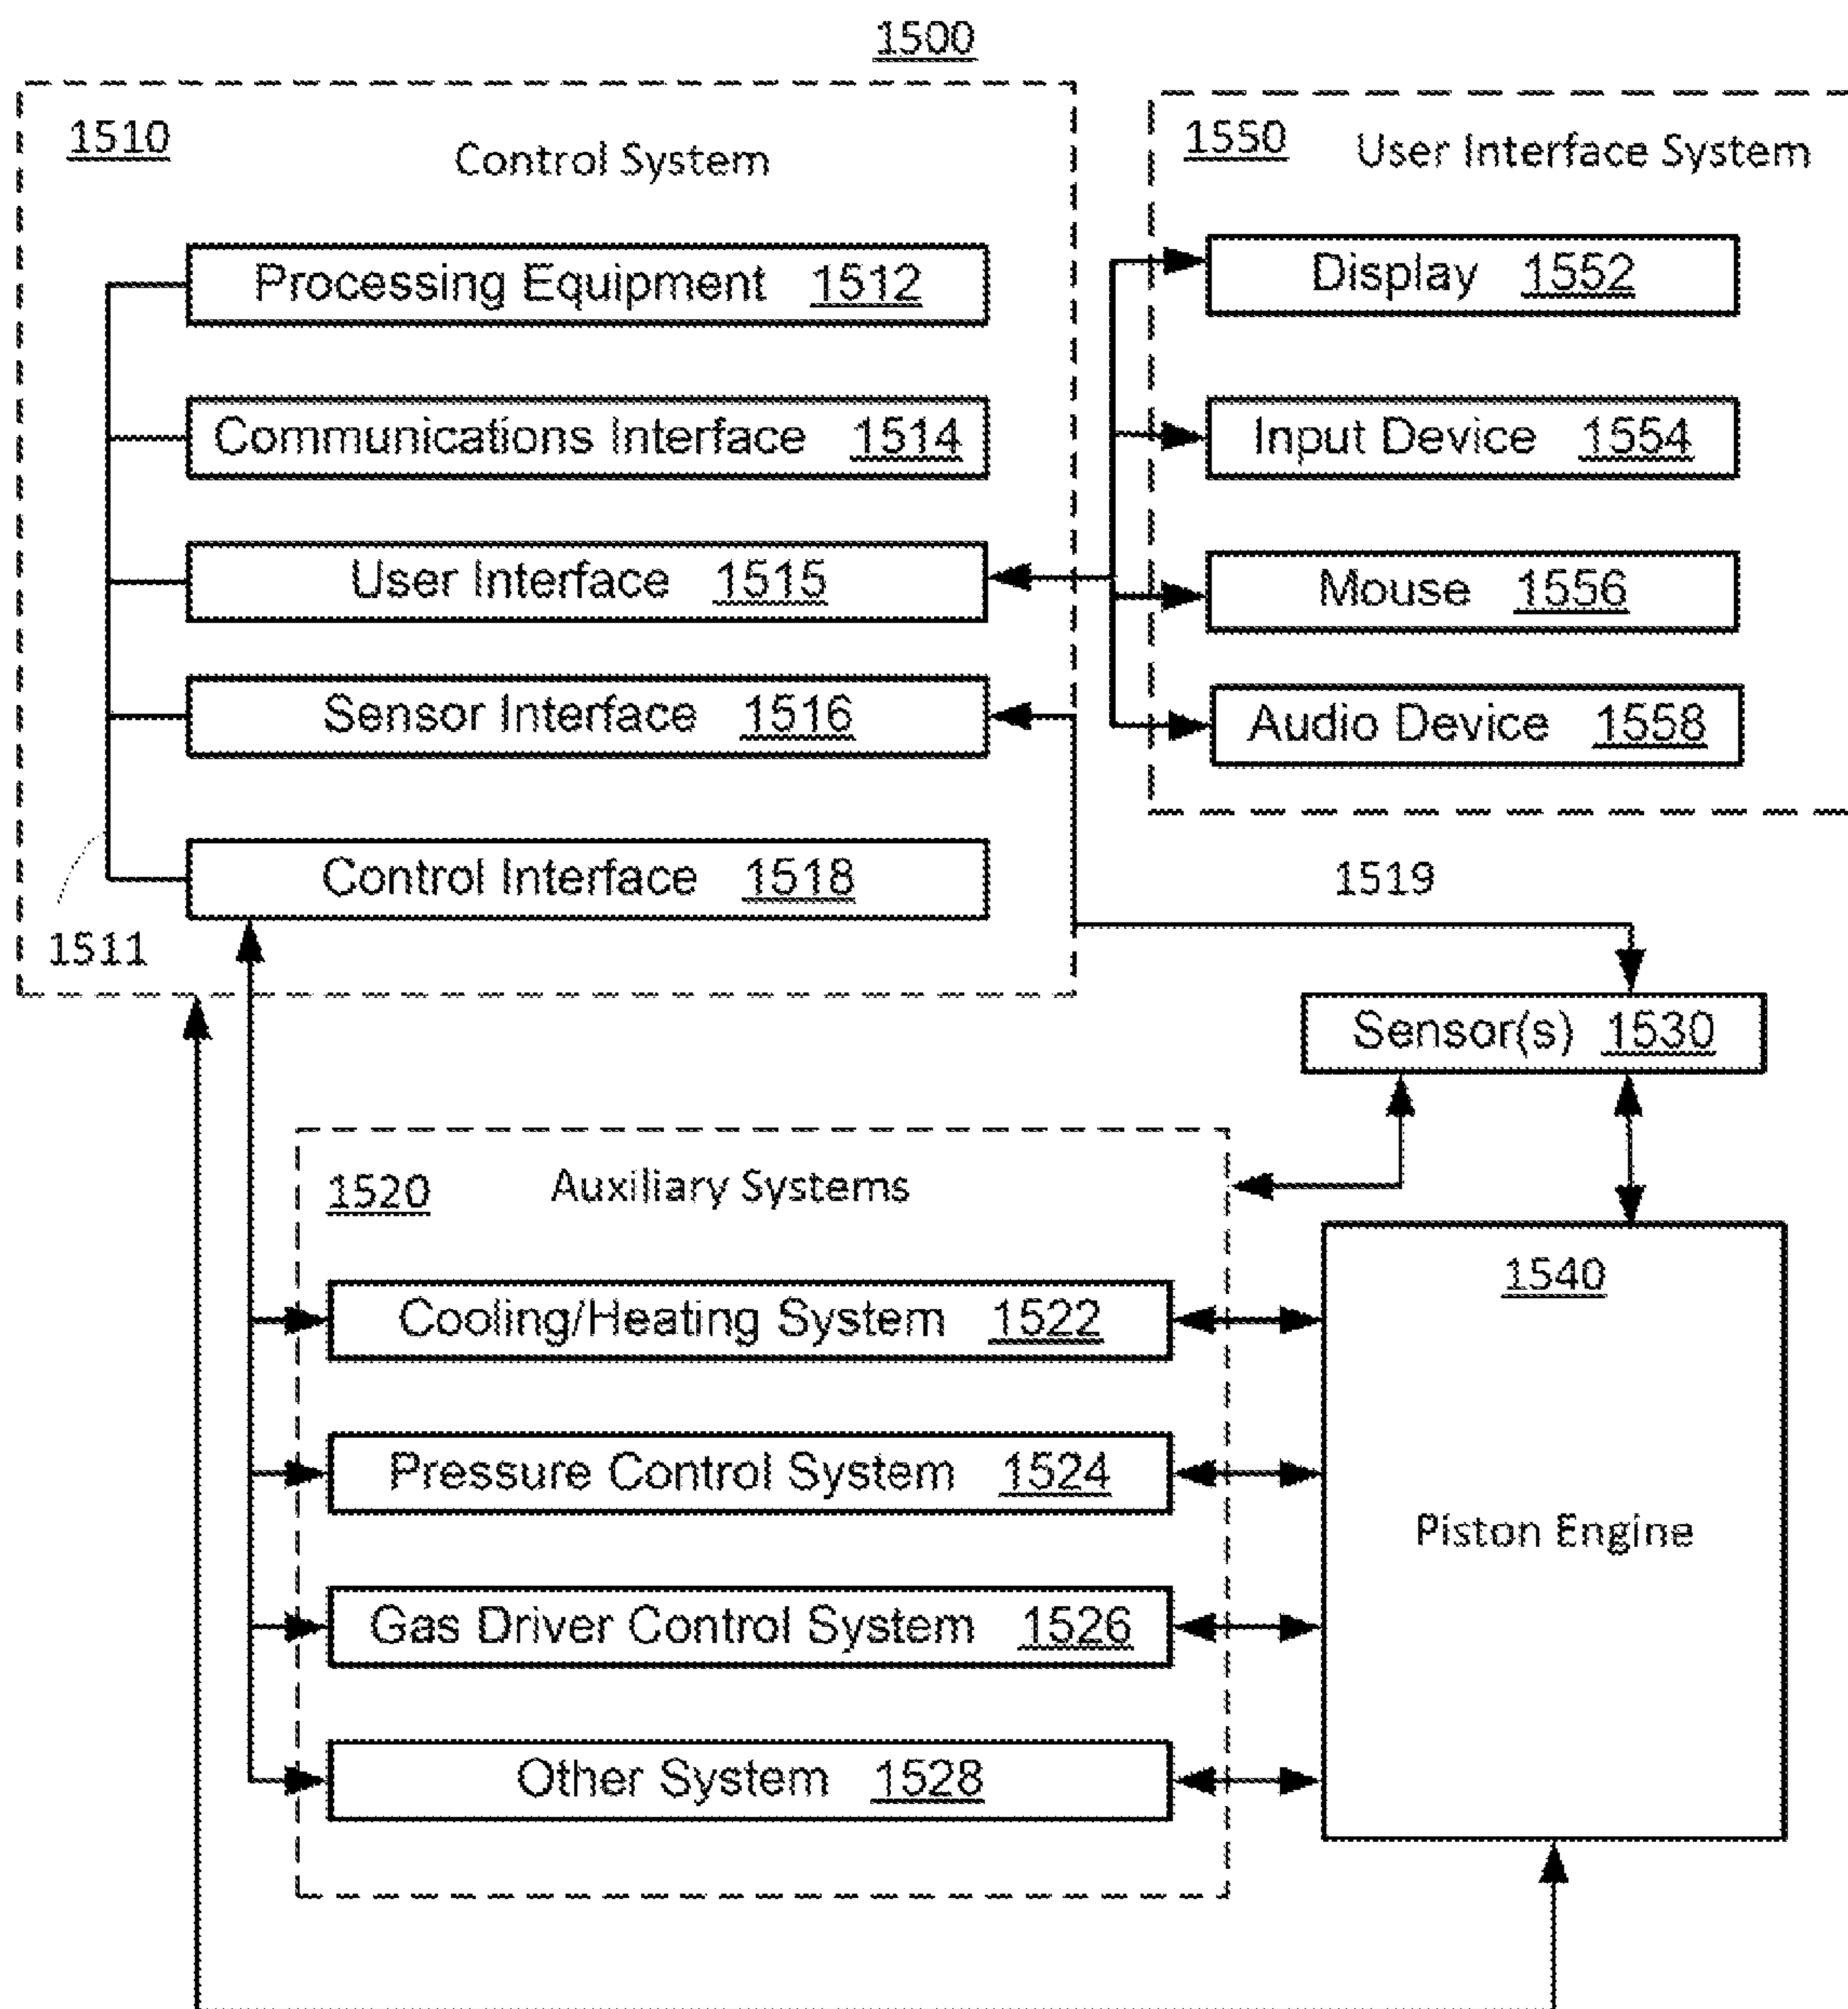 1500
1510 Control System
Processing Equipment 1512
Communications Interface 1514
User Interface 1515
Sensor Interface 1516
Control Interface 1518
1511
1550 User Interface System
Display 1552
Input Device 1554
Mouse 1556
Audio Device 1558
1519
Sensor(s) 1530
1520 Auxiliary Systems
Cooling/Heating System 1522
Pressure Control System 1524
Gas Driver Control System 1526
Other System 1528
1540
Piston Engine